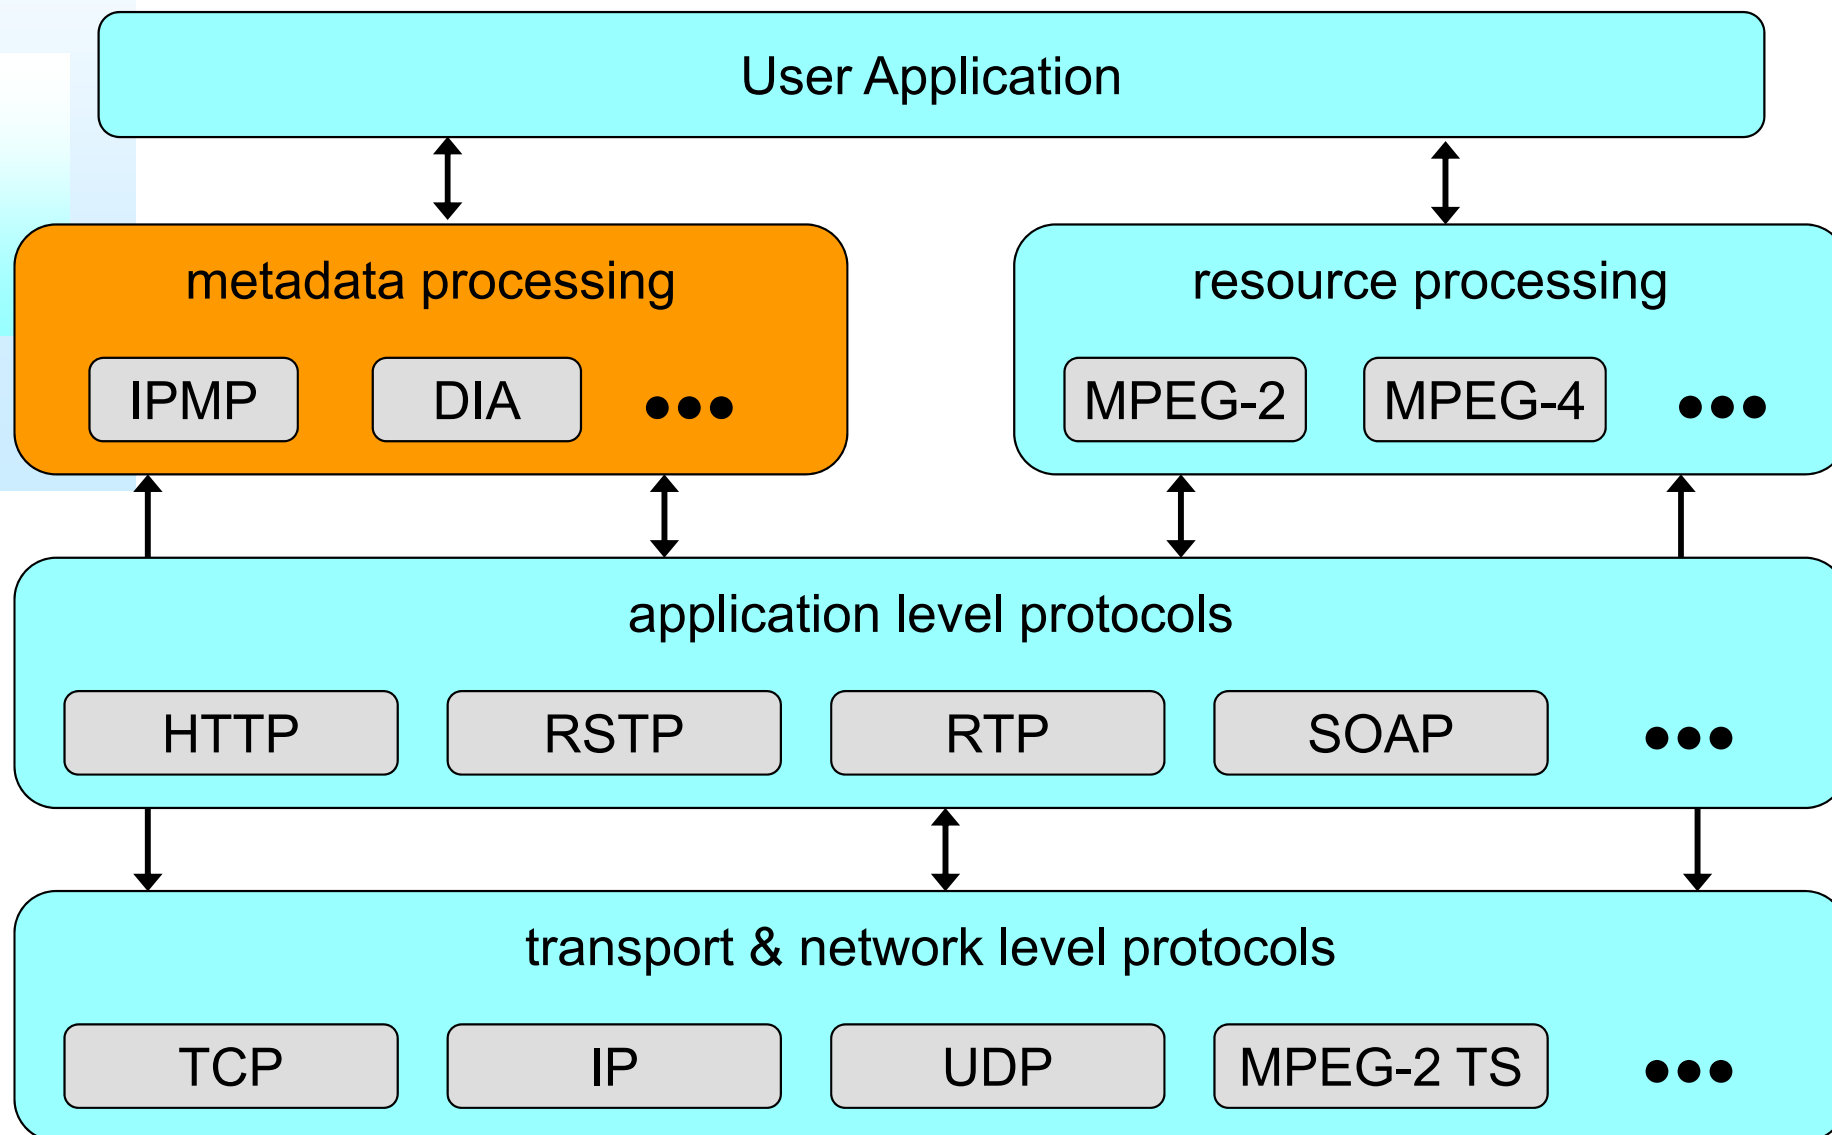 User Application
metadata processing
resource processing
IPMP
DIA
•••
MPEG-2
MPEG-4
•••
application level protocols
HTTP
RSTP
RTP
SOAP
•••
transport & network level protocols
TCP
IP
UDP
MPEG-2 TS
•••